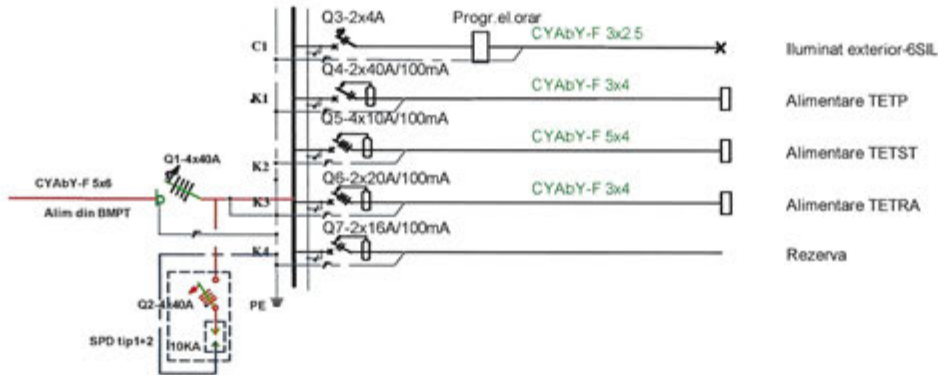 Q3-2x4A Progr.el.orar
C1 CYAbY-F 3x2.5 Iluminat exterior-6SIL
Q4-2x40A/100mA
K1 CYAbY-F 3x4 Alimentare TETP
Q5-4x10A/100mA
CYAbY-F 5x4 Alimentare TETST
K2
Q1-4x40A
Q6-2x20A/100mA
CYAbY-F 5x6 K3 CYAbY-F 3x4 Alimentare TETRA
Alim din BMPT
Q7-2x16A/100mA
K4 Rezerva
Q2-4x40A PE
SPD tip1+2 10KA